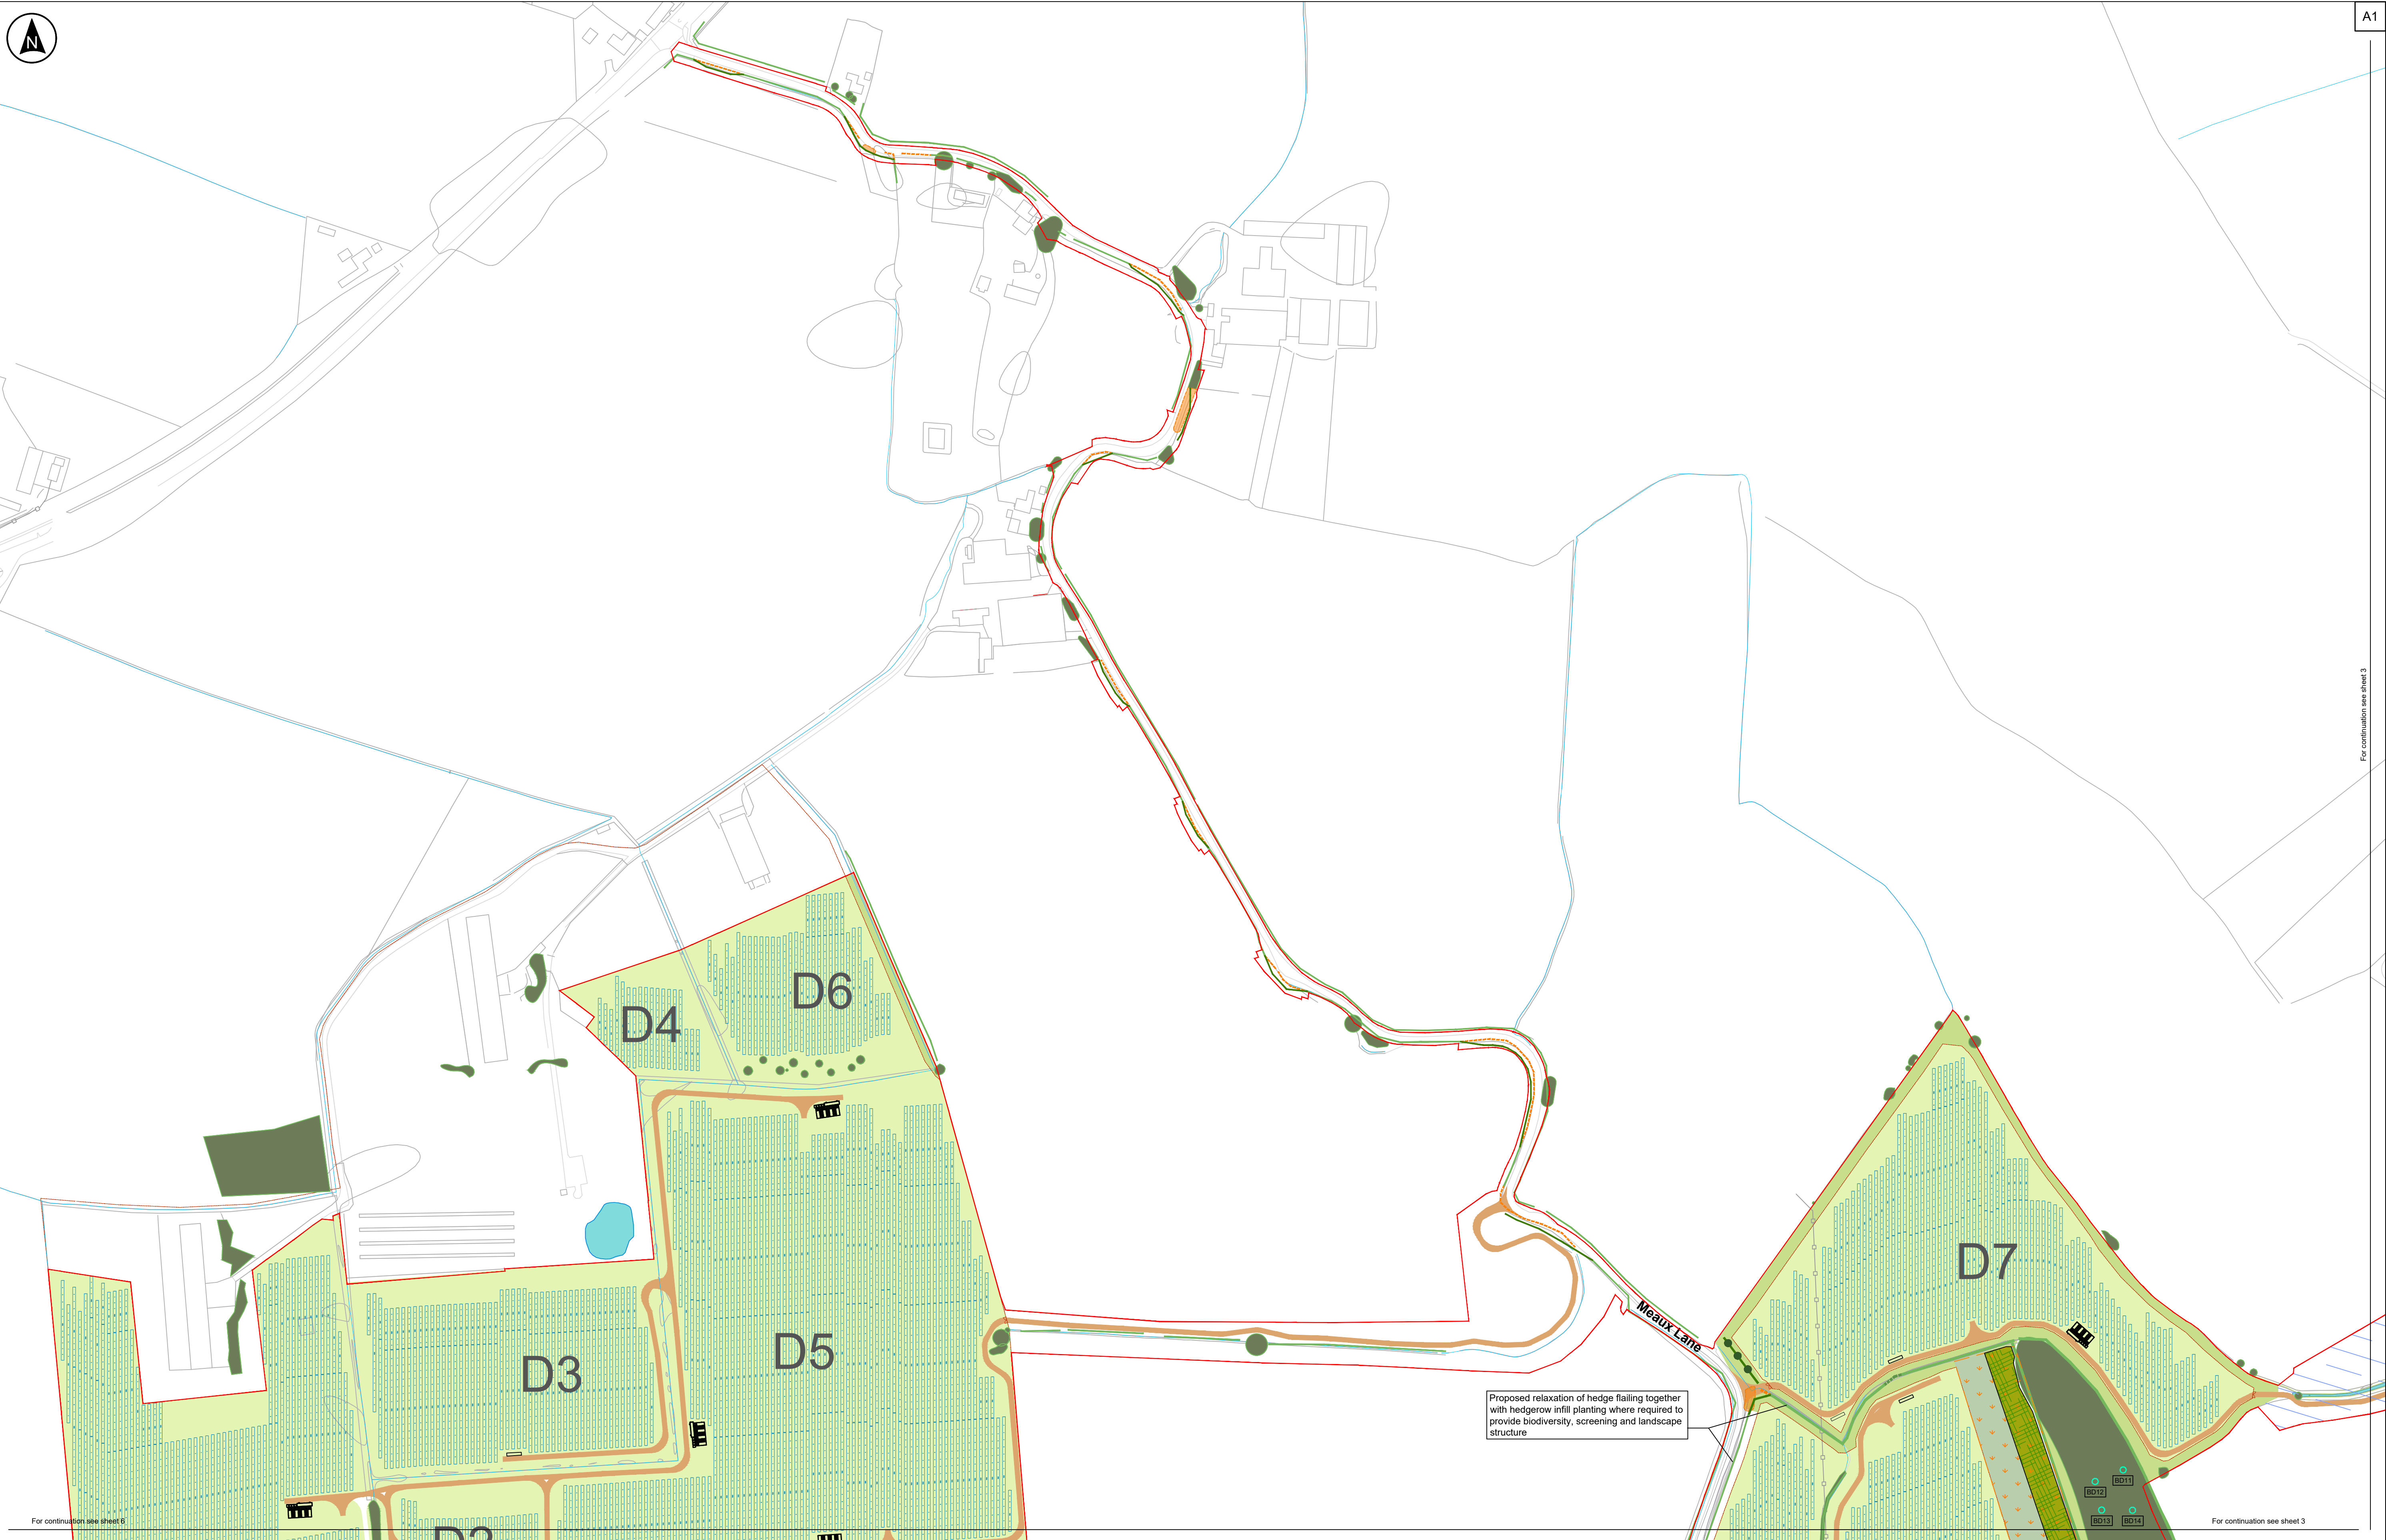 N
A1
For continuation see sheet 3
D6
D4
D7
Meaux Lane
D5
D3
Proposed relaxation of hedge flailing together
with hedgerow infill planting where required to
provide biodiversity, screening and landscape
structure
BD11
BD12
BD13
BD14
For continuation see sheet 6
For continuation see sheet 3